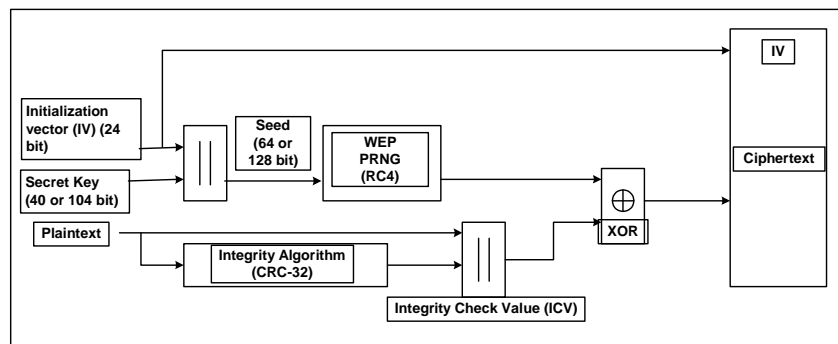 IV
Initialization
vector (IV) (24
bit)
Seed
(64 or
128 bit)
WEP
PRNG
(RC4)
Ciphertext
Secret Key
(40 or 104 bit)
Plaintext
XOR
Integrity Algorithm
(CRC-32)
Integrity Check Value (ICV)